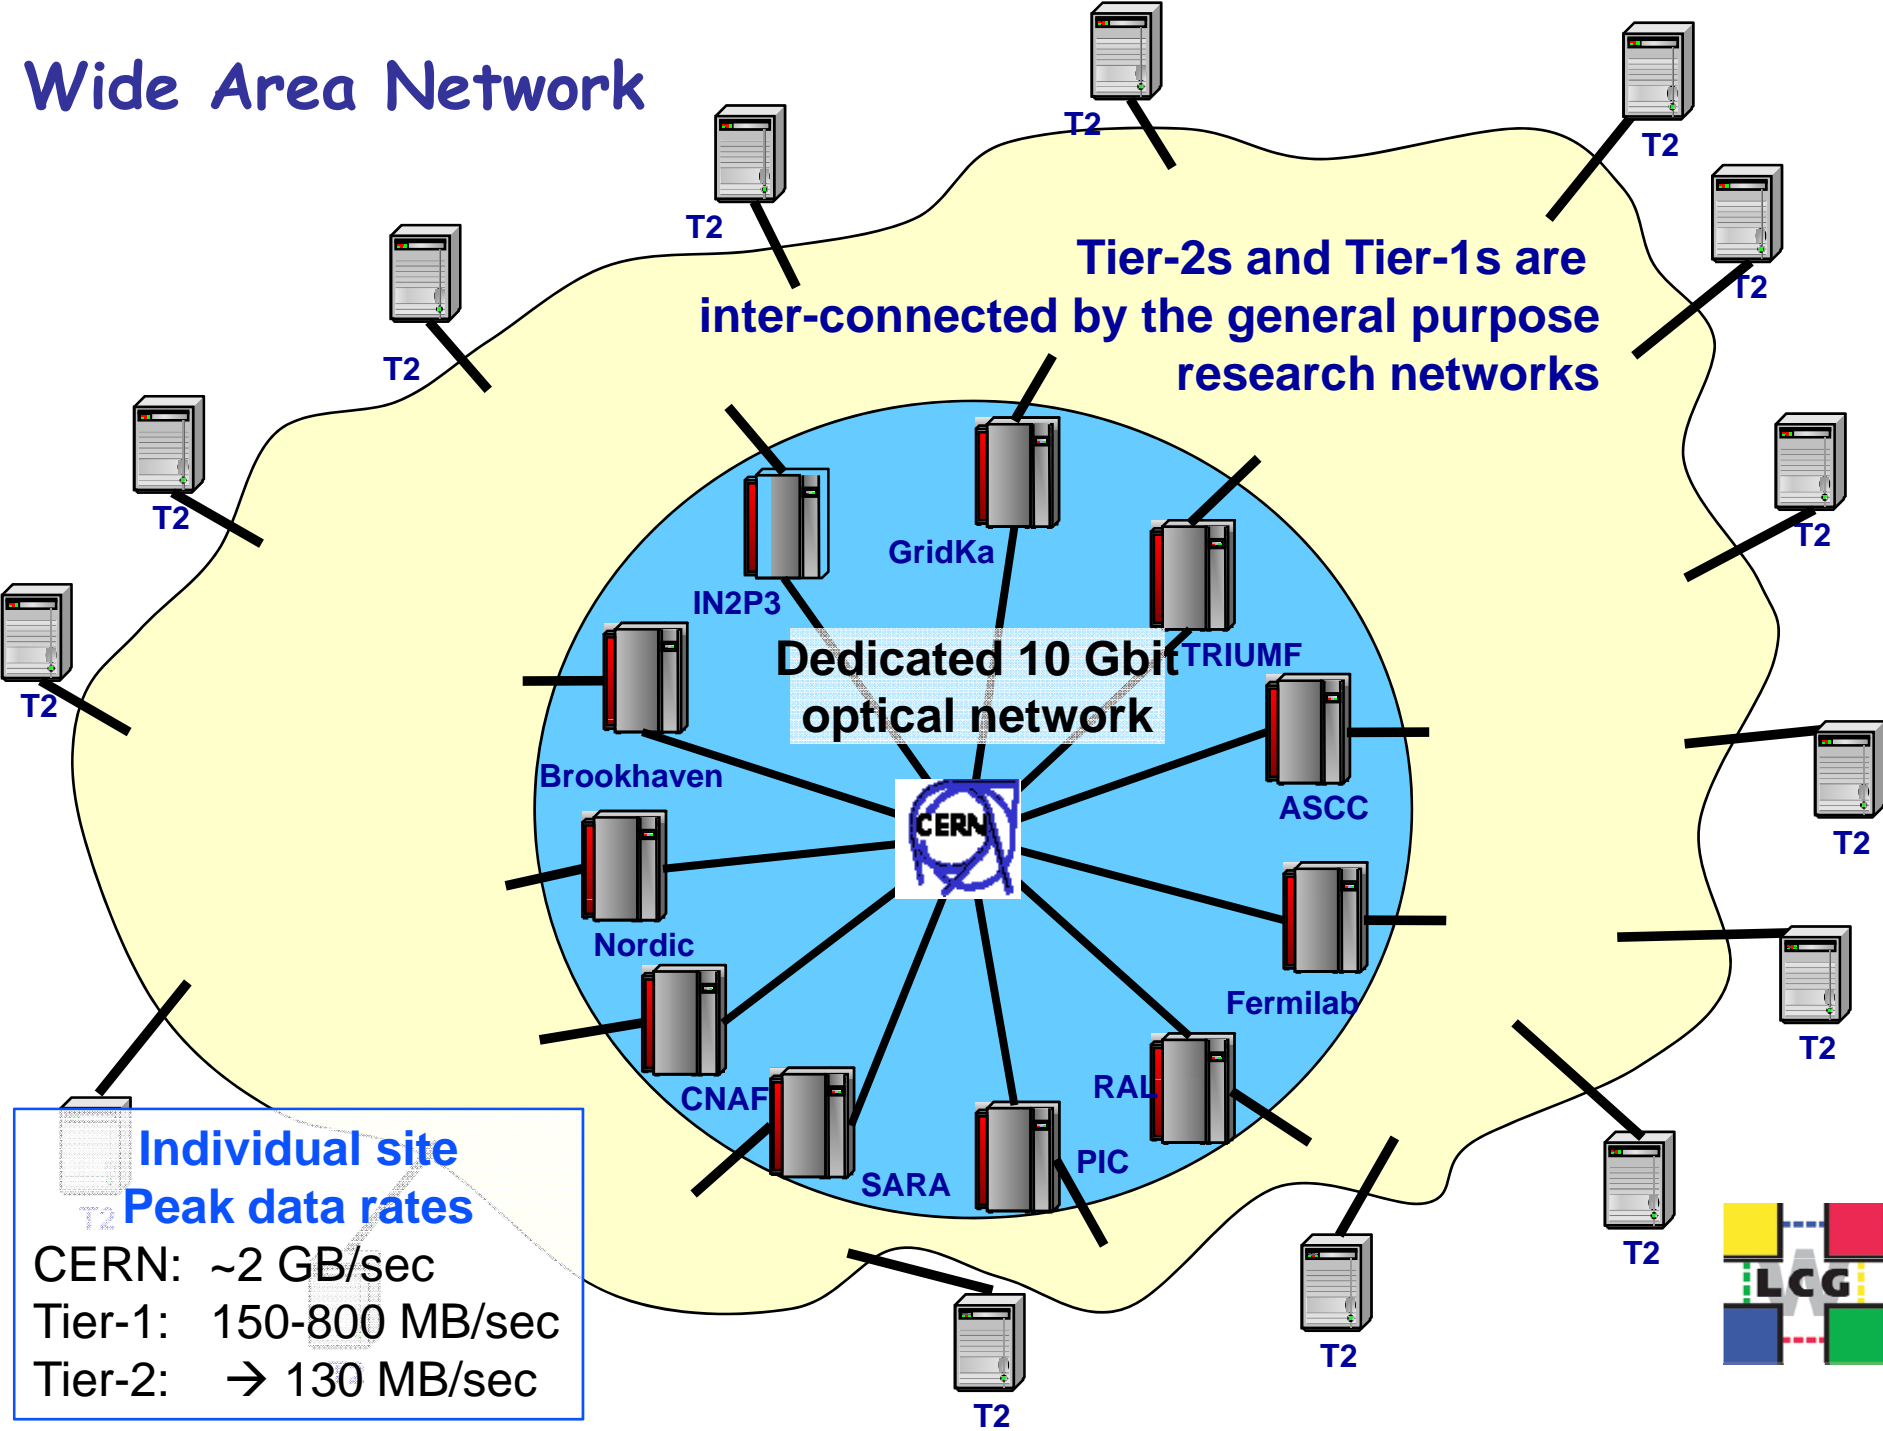 Wide Area Network
T2
T2
T2
T2
T2
Tier-2s and Tier-1s are
inter-connected by the general purpose
research networks
T2
T2
T2
T2
GridKa
IN2P3
TRIUMF
Dedicated 10 Gbit
optical network
Brookhaven
ASCC
CERN
T2
Nordic
Fermilab
T2
CNAF
RAL
PIC
SARA
T2
T2
T2
T2
Individual site
Peak data rates
CERN: ~2 GB/sec
Tier-1: 150-800 MB/sec
Tier-2: → 130 MB/sec
T2
LCG